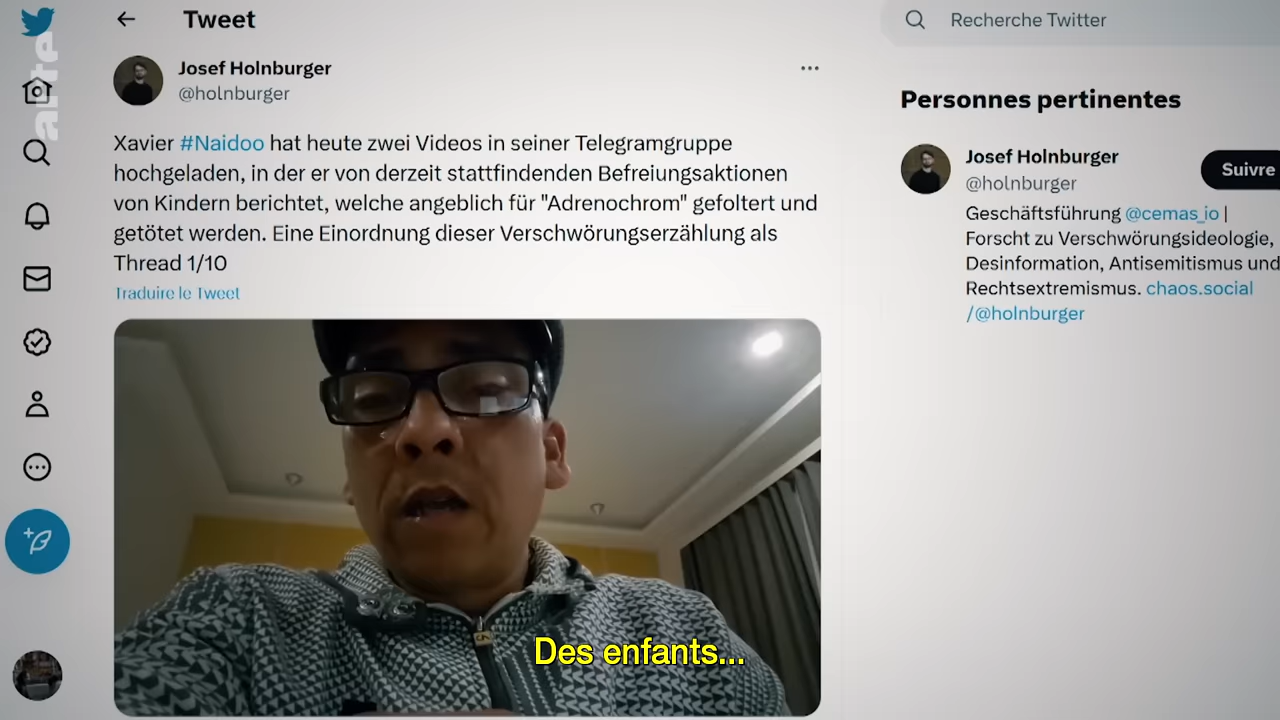 arte
Tweet
Recherche Twitter
Josef Holnburger
@holnburger
Xavier #Naidoo hat heute zwei Videos in seiner Telegramgruppe
hochgeladen, in der er von derzeit stattfindenden Befreiungsaktionen
von Kindern berichtet, welche angeblich für "Adrenochrom" gefoltert und
getötet werden. Eine Einordnung dieser Verschwörungserzählung als
Thread 1/10
Traduire le Tweet
Personnes pertinentes
Josef Holnburger
@holnburger
Suivre
Geschäftsführung @cemas_io |
Forscht zu Verschwörungsideologie,
Desinformation, Antisemitismus und
Rechtsextremismus. chaos.social
/@holnburger
Des enfants...